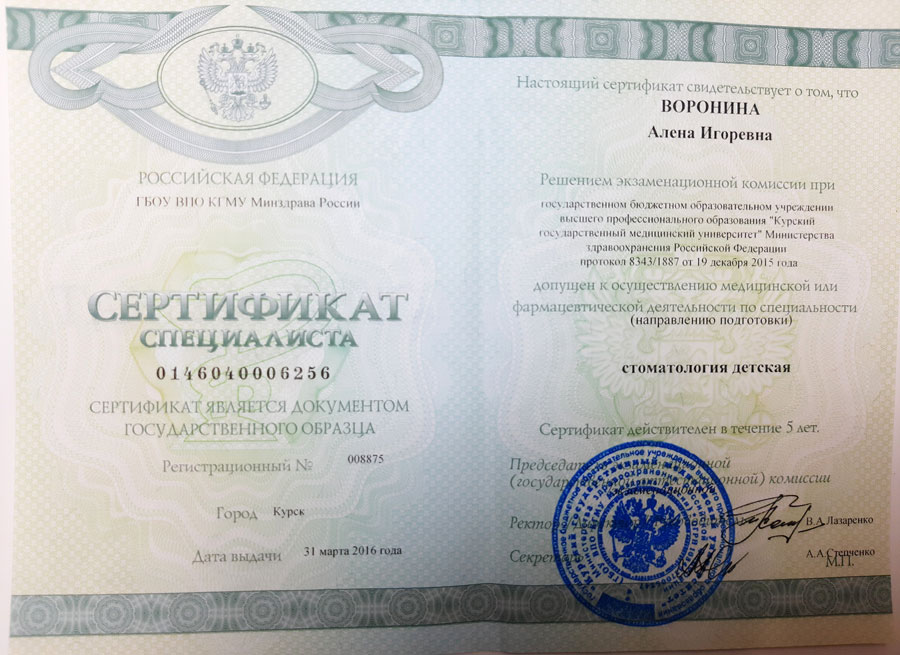 РОССИЙСКАЯ ФЕДЕРАЦИЯ
ГБОУ ВПО КГМУ Минздрава России
СЕРТИФИКАТ
СПЕЦИАЛИСТА
0146040006256
СЕРТИФИКАТ ЯВЛЯЕТСЯ ДОКУМЕНТОМ
ГОСУДАРСТВЕННОГО ОБРАЗЦА
Регистрационный № 008875
Город Курск
Дата выдачи 31 марта 2016 года
Настоящий сертификат свидетельствует о том, что
ВОРОНИНА
Алена Игоревна
Решением экзаменационной комиссии при
государственном бюджетном образовательном учреждении
высшего профессионального образования "Курский
государственный медицинский университет" Министерства
здравоохранения Российской Федерации
протокол 8343/1887 от 19 декабря 2015 года
допущен к осуществлению медицинской или
фармацевтической деятельности по специальности
(направлению подготовки)
стоматология детская
Сертификат действителен в течение 5 лет.
Председат
(госуда комиссии
Ректо В.А.Лазаренко
Секретарь А.А.Степченко
М.П.